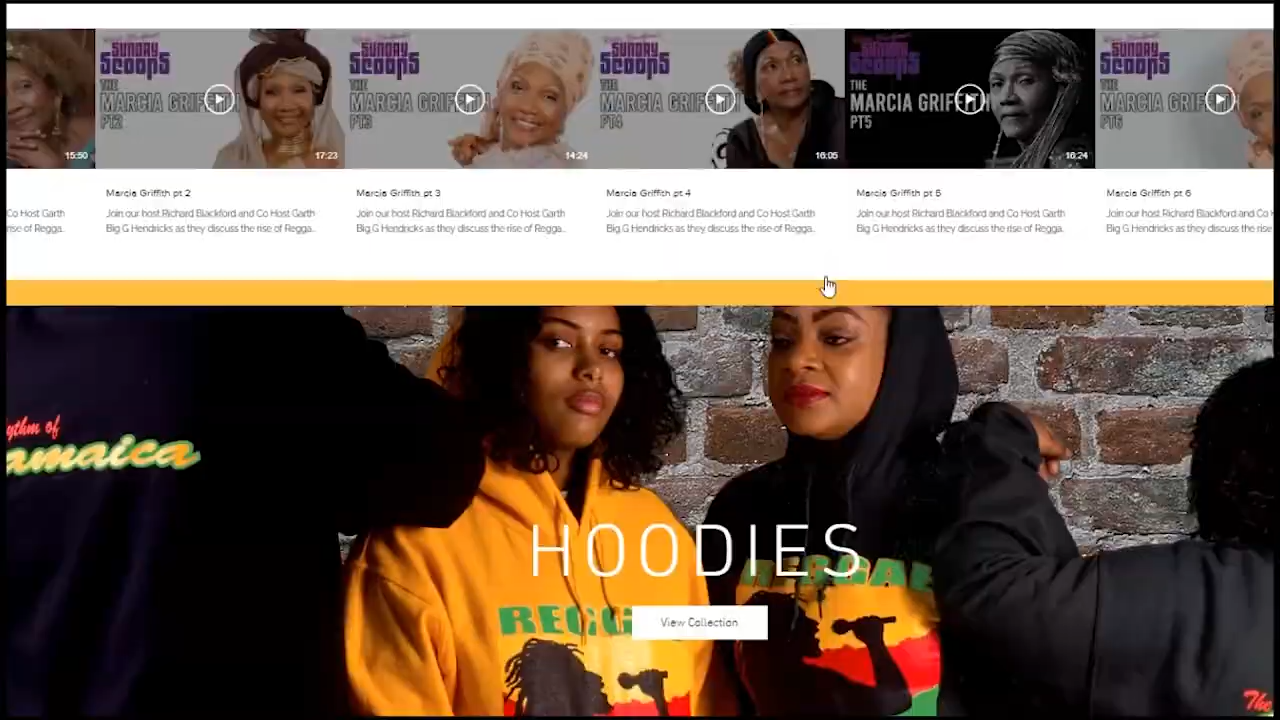 SUNDAY
SCOOPS
THE
MARCIA GRIFFITH
PT2
17:23
SUNDAY
SCOOPS
THE
MARCIA GRIFFITH
PT3
14:24
SUNDAY
SCOOPS
THE
MARCIA GRIFFITH
PT4
16:05
SUNDAY
SCOOPS
THE
MARCIA GRIFFITH
PT5
16:24
SUNDAY
SCOOPS
THE
MARCIA GRIFFITH
PT6
15:50
Marcia Griffith pt 2
Marcia Griffith pt 3
Marcia Griffith pt 4
Marcia Griffith pt 5
Marcia Griffith pt 6
Co Host Garth
rise of Regga..
Join our host Richard Blackford and Co Host Garth
Big G Hendricks as they discuss the rise of Regga..
Join our host Richard Blackford and Co Host Garth
Big G Hendricks as they discuss the rise of Regga..
Join our host Richard Blackford and Co Host Garth
Big G Hendricks as they discuss the rise of Regga..
Join our host Richard Blackford and Co Host Garth
Big G Hendricks as they discuss the rise of Regga..
Join our host Richard Blackford and Co
Big G Hendricks as they discuss the rise
ythm of
amaica
HOODIES
REGGAE
REGG
View Collection
The